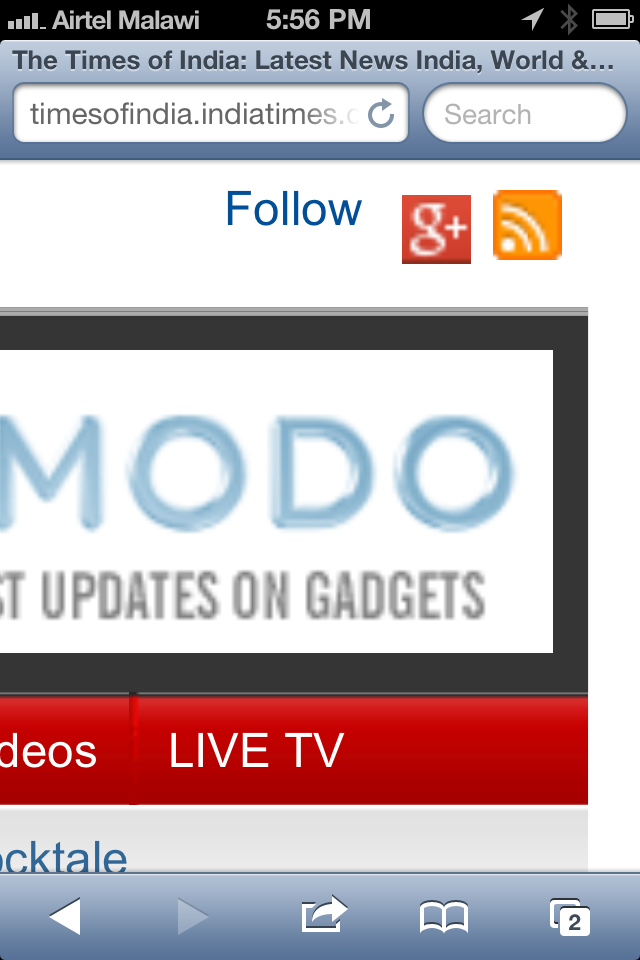 Airtel Malawi 5:56 PM
The Times of India: Latest News India, World &...
timesofindia.indiatimes.c Search
Follow g+
MODO
ST UPDATES ON GADGETS
deos LIVE TV
ocktale
2